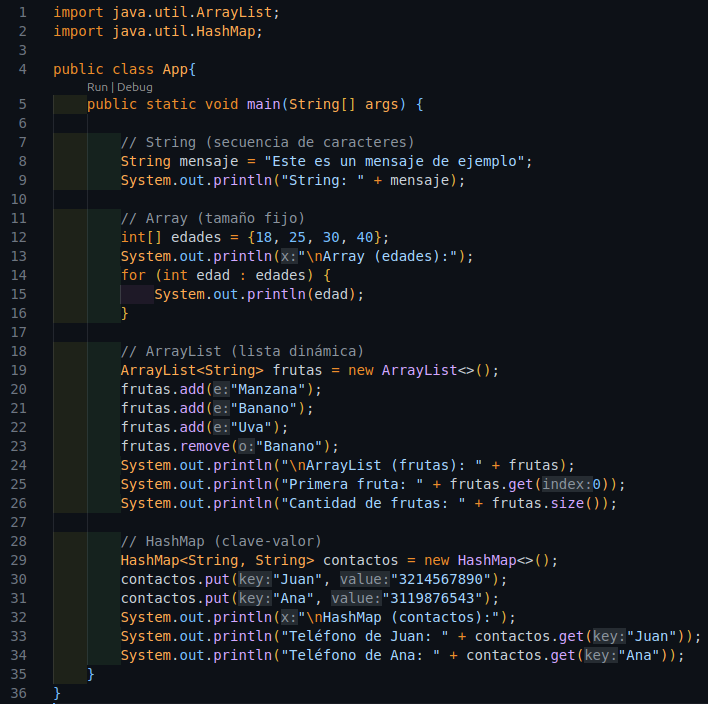 1 import java.util.ArrayList;
2 import java.util.HashMap;
3
4 public class App{
Run | Debug
5     public static void main(String[] args) {
6
7         // String (secuencia de caracteres)
8         String mensaje = "Este es un mensaje de ejemplo";
9         System.out.println("String: " + mensaje);
10
11         // Array (tamaño fijo)
12         int[] edades = {18, 25, 30, 40};
13         System.out.println(x:"\nArray (edades):");
14         for (int edad : edades) {
15             System.out.println(edad);
16         }
17
18         // ArrayList (lista dinámica)
19         ArrayList<String> frutas = new ArrayList<>();
20         frutas.add(e:"Manzana");
21         frutas.add(e:"Banano");
22         frutas.add(e:"Uva");
23         frutas.remove(o:"Banano");
24         System.out.println("\nArrayList (frutas): " + frutas);
25         System.out.println("Primera fruta: " + frutas.get(index:0));
26         System.out.println("Cantidad de frutas: " + frutas.size());
27
28         // HashMap (clave-valor)
29         HashMap<String, String> contactos = new HashMap<>();
30         contactos.put(key:"Juan", value:"3214567890");
31         contactos.put(key:"Ana", value:"3119876543");
32         System.out.println(x:"\nHashMap (contactos):");
33         System.out.println("Teléfono de Juan: " + contactos.get(key:"Juan"));
34         System.out.println("Teléfono de Ana: " + contactos.get(key:"Ana"));
35     }
36 }